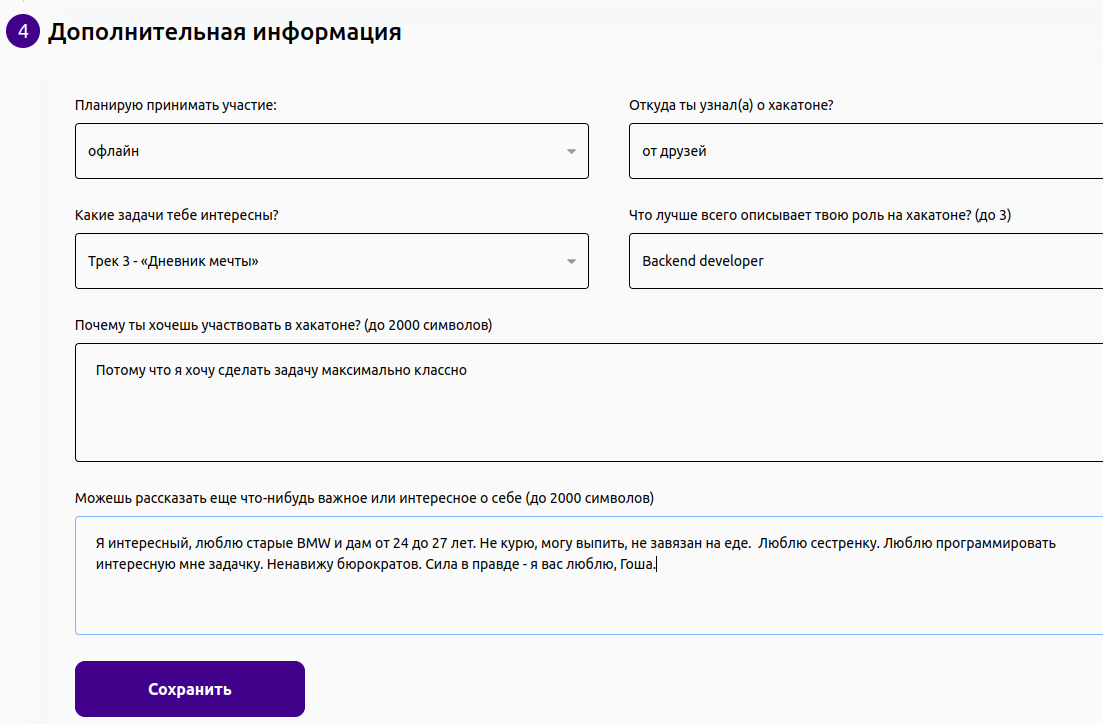 4 Дополнительная информация
Планирую принимать участие:
Откуда ты узнал(а) о хакатоне?
офлайн
от друзей
Какие задачи тебе интересны?
Что лучше всего описывает твою роль на хакатоне? (до 3)
Трек 3 - «Дневник мечты»
Backend developer
Почему ты хочешь участвовать в хакатоне? (до 2000 символов)
Потому что я хочу сделать задачу максимально классно
Можешь рассказать еще что-нибудь важное или интересное о себе (до 2000 символов)
Я интересный, люблю старые BMW и дам от 24 до 27 лет. Не курю, могу выпить, не завязан на еде.  Люблю сестренку. Люблю программировать
интересную мне задачку. Ненавижу бюрократов. Сила в правде - я вас люблю, Гоша.
Сохранить